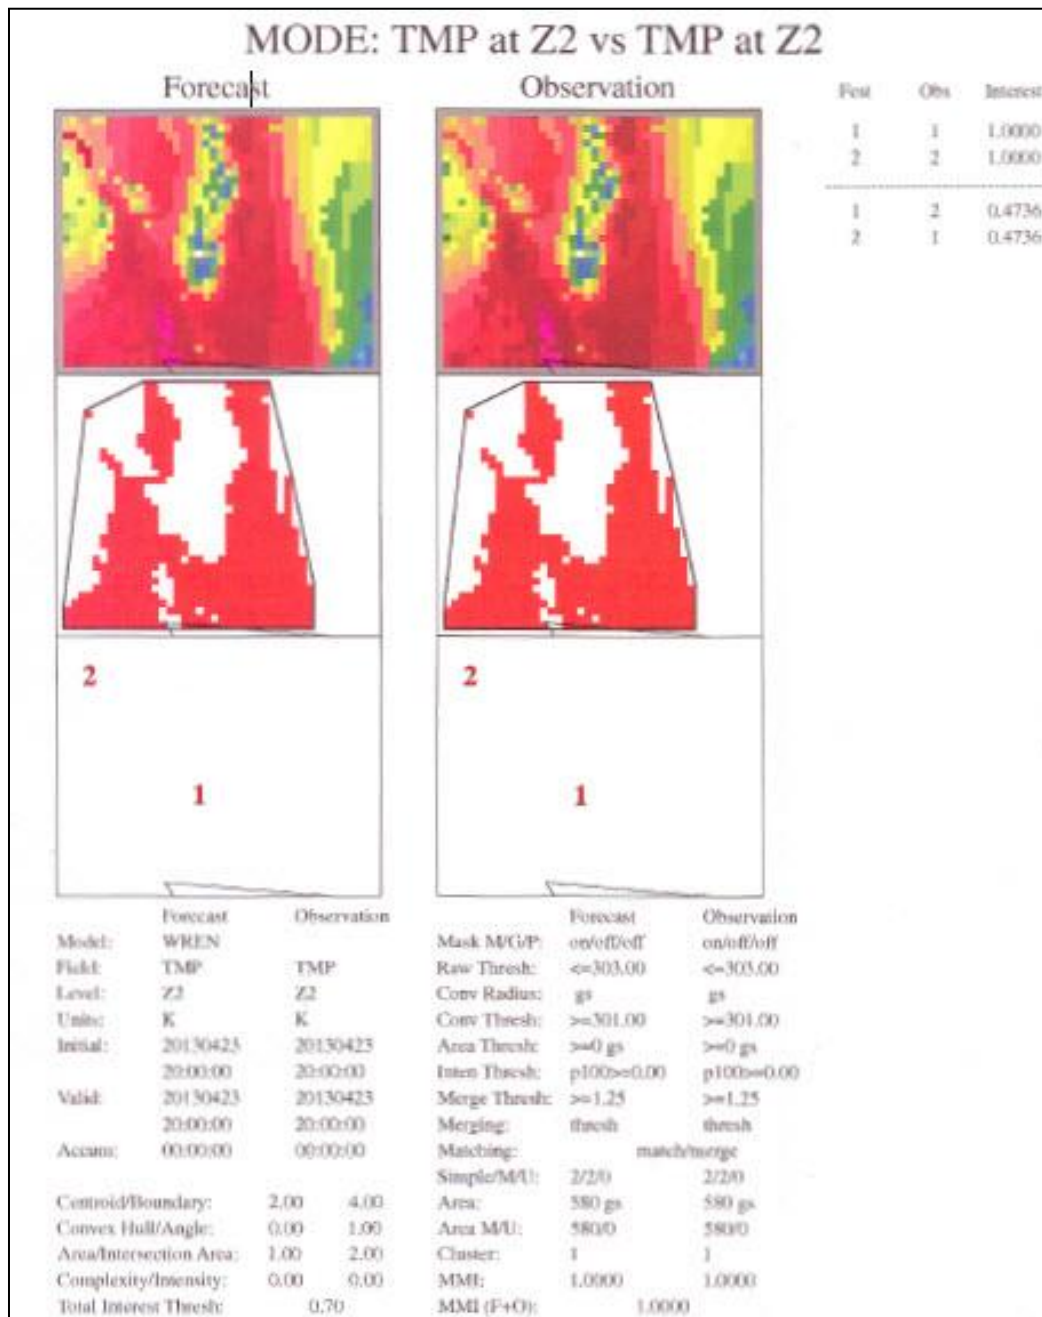 MODE: TMP at Z2 vs TMP at Z2
Forecast Observation
Fcst Obs Interest
1 1 1.0000
2 2 1.0000
1 2 0.4736
2 1 0.4736
2 2
1 1
Forecast Observation
Model: WREN
Field: TMP TMP
Level: Z2 Z2
Units: K K
Initial: 20130423 20130423
20:00:00 20:00:00
Valid: 20130423 20130423
20:00:00 20:00:00
Accum: 00:00:00 00:00:00
Centroid/Boundary: 2.00 4.00
Convex Hull/Angle: 0.00 1.00
Area/Intersection Area: 1.00 2.00
Complexity/Intensity: 0.00 0.00
Total Interest Thresh: 0.70
Forecast Observation
Mask M/G/P: on/off/off on/off/off
Raw Thresh: <=303.00 <=303.00
Conv Radius: gs gs
Conv Thresh: >=301.00 >=301.00
Area Thresh: >=0 gs >=0 gs
Inten Thresh: p100>=0.00 p100>=0.00
Merge Thresh: >=1.25 >=1.25
Merging: thresh thresh
Matching: match/merge
Simple/M/U: 2/2/0 2/2/0
Area: 580 gs 580 gs
Area M/U: 580/0 580/0
Cluster: 1 1
MMI: 1.0000 1.0000
MMI (F+O): 1.0000